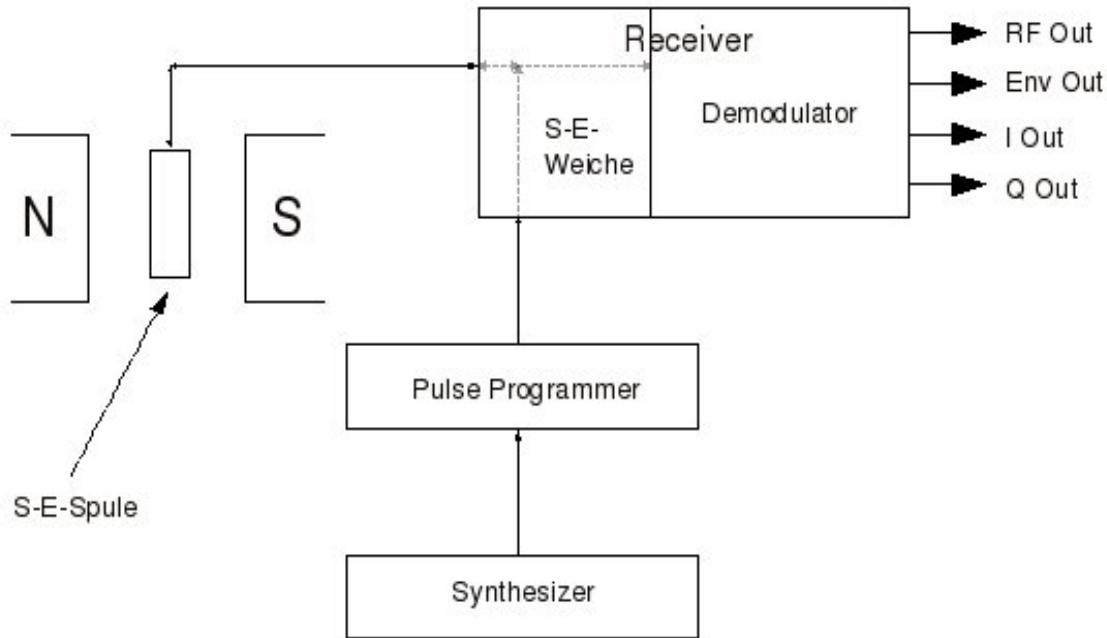 Receiver
RF Out
Env Out
I Out
Q Out
Demodulator
S-E-
Weiche
N
S
Pulse Programmer
S-E-Spule
Synthesizer